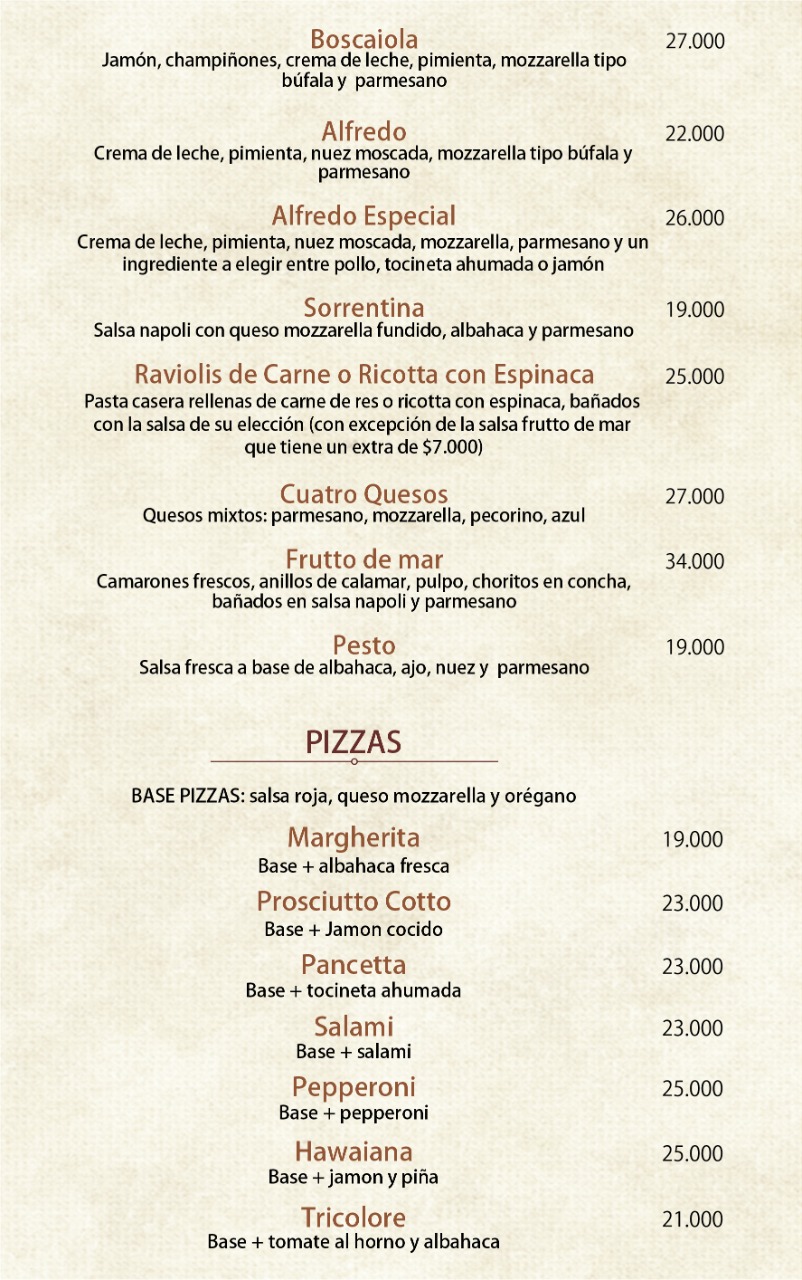 Boscaiola 27.000
Jamón, champiñones, crema de leche, pimienta, mozzarella tipo
búfala y parmesano
Alfredo 22.000
Crema de leche, pimienta, nuez moscada, mozzarella tipo búfala y
parmesano
Alfredo Especial 26.000
Crema de leche, pimienta, nuez moscada, mozzarella, parmesano y un
ingrediente a elegir entre pollo, tocineta ahumada o jamón
Sorrentina 19.000
Salsa napoli con queso mozzarella fundido, albahaca y parmesano
Raviolis de Carne o Ricotta con Espinaca 25.000
Pasta casera rellenas de carne de res o ricotta con espinaca, bañados
con la salsa de su elección (con excepción de la salsa frutto de mar
que tiene un extra de $7.000)
Cuatro Quesos 27.000
Quesos mixtos: parmesano, mozzarella, pecorino, azul
Frutto de mar 34.000
Camarones frescos, anillos de calamar, pulpo, choritos en concha,
bañados en salsa napoli y parmesano
Pesto 19.000
Salsa fresca a base de albahaca, ajo, nuez y parmesano
PIZZAS
BASE PIZZAS: salsa roja, queso mozzarella y orégano
Margherita 19.000
Base + albahaca fresca
Prosciutto Cotto 23.000
Base + Jamon cocido
Pancetta 23.000
Base + tocineta ahumada
Salami 23.000
Base + salami
Pepperoni 25.000
Base + pepperoni
Hawaiana 25.000
Base + jamon y piña
Tricolore 21.000
Base + tomate al horno y albahaca